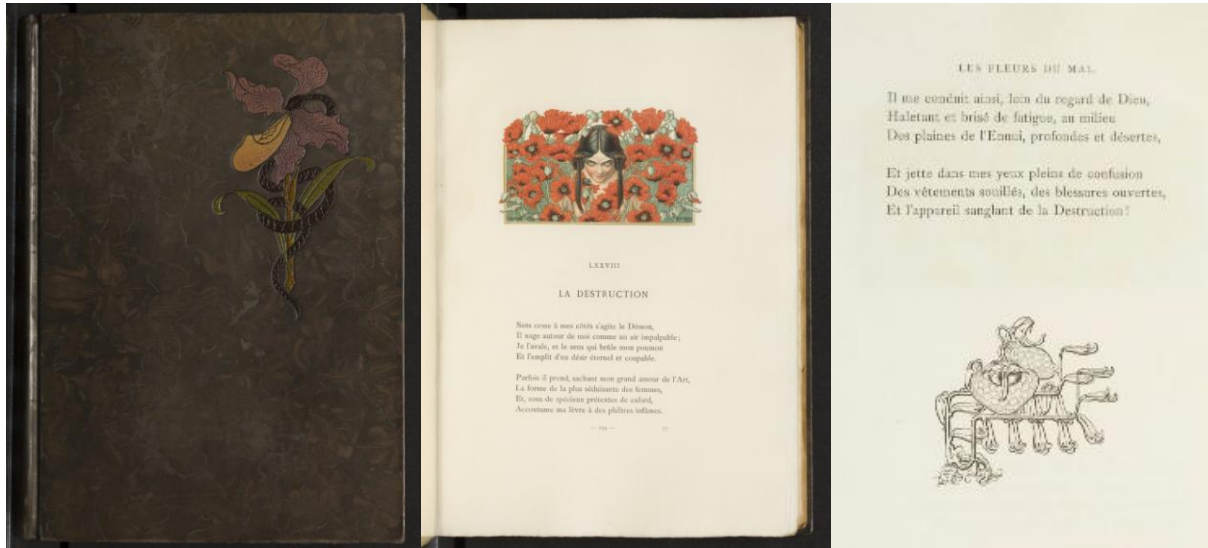 LXXVIII
LA DESTRUCTION
Sans cesse à mes côtés s'agite le Démon,
Il nage autour de moi comme un air impalpable;
Je l'avale, et le sens qui brûle mon poumon
Et l'emplit d'un désir éternel et coupable.
Parfois il prend, sachant mon grand amour de l'Art,
La forme de la plus séduisante des femmes,
Et, sous de spécieux prétextes de cafard,
Accoutume ma lèvre à des philtres infâmes.
LES FLEURS DU MAL.
Il me conduit ainsi, loin du regard de Dieu,
Haletant et brisé de fatigue, au milieu
Des plaines de l'Ennui, profondes et désertes,
Et jette dans mes yeux pleins de confusion
Des vêtements souillés, des blessures ouvertes,
Et l'appareil sanglant de la Destruction!